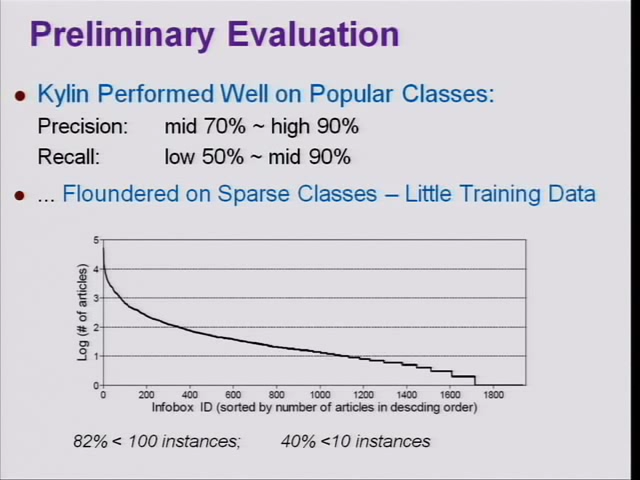 Preliminary Evaluation
● Kylin Performed Well on Popular Classes:
Precision: mid 70% ~ high 90%
Recall: low 50% ~ mid 90%
● ... Floundered on Sparse Classes – Little Training Data
5
4
3
2
1
0
Log (# of articles)
0 200 400 600 800 1000 1200 1400 1600 1800
Infobox ID (sorted by number of articles in descding order)
82% < 100 instances; 40% <10 instances